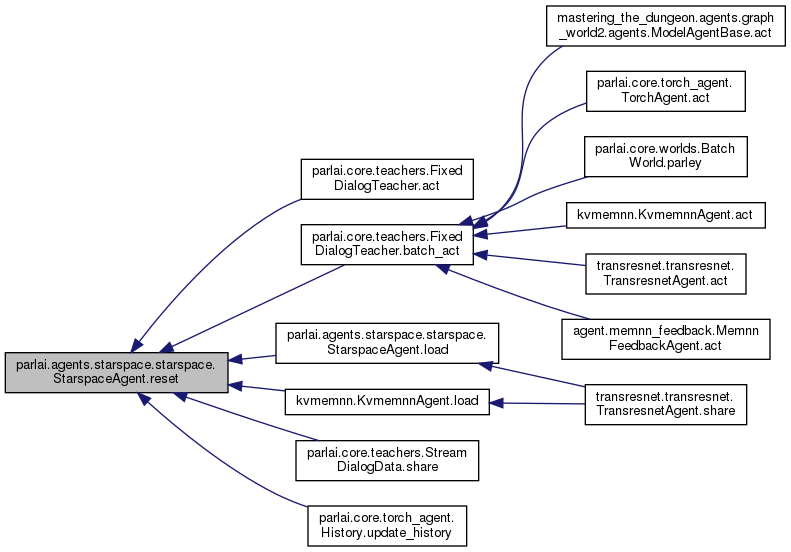 mastering_the_dungeon.agents.graph
_world2.agents.ModelAgentBase.act
parlai.core.torch_agent.
TorchAgent.act
parlai.core.worlds.Batch
World.parley
parlai.core.teachers.Fixed
DialogTeacher.act
kvmemnn.KvmemnnAgent.act
parlai.core.teachers.Fixed
DialogTeacher.batch_act
transresnet.transresnet.
TransresnetAgent.act
agent.memnn_feedback.Memnn
FeedbackAgent.act
parlai.agents.starspace.starspace.
StarspaceAgent.load
parlai.agents.starspace.starspace.
StarspaceAgent.reset
kvmemnn.KvmemnnAgent.load
transresnet.transresnet.
TransresnetAgent.share
parlai.core.teachers.Stream
DialogData.share
parlai.core.torch_agent.
History.update_history